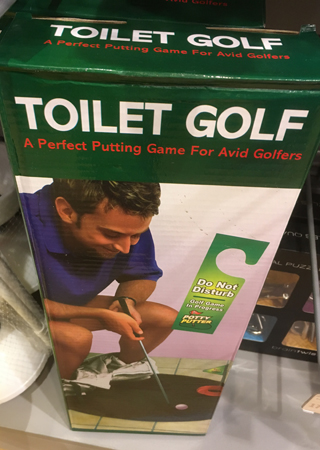 TOILET GOLF
A Perfect Putting Game For Avid Golfers
TOILET GOLF
A Perfect Putting Game For Avid Golfers
Do Not
Disturb
Golf Game
In Progress
POTTY
PUTTER